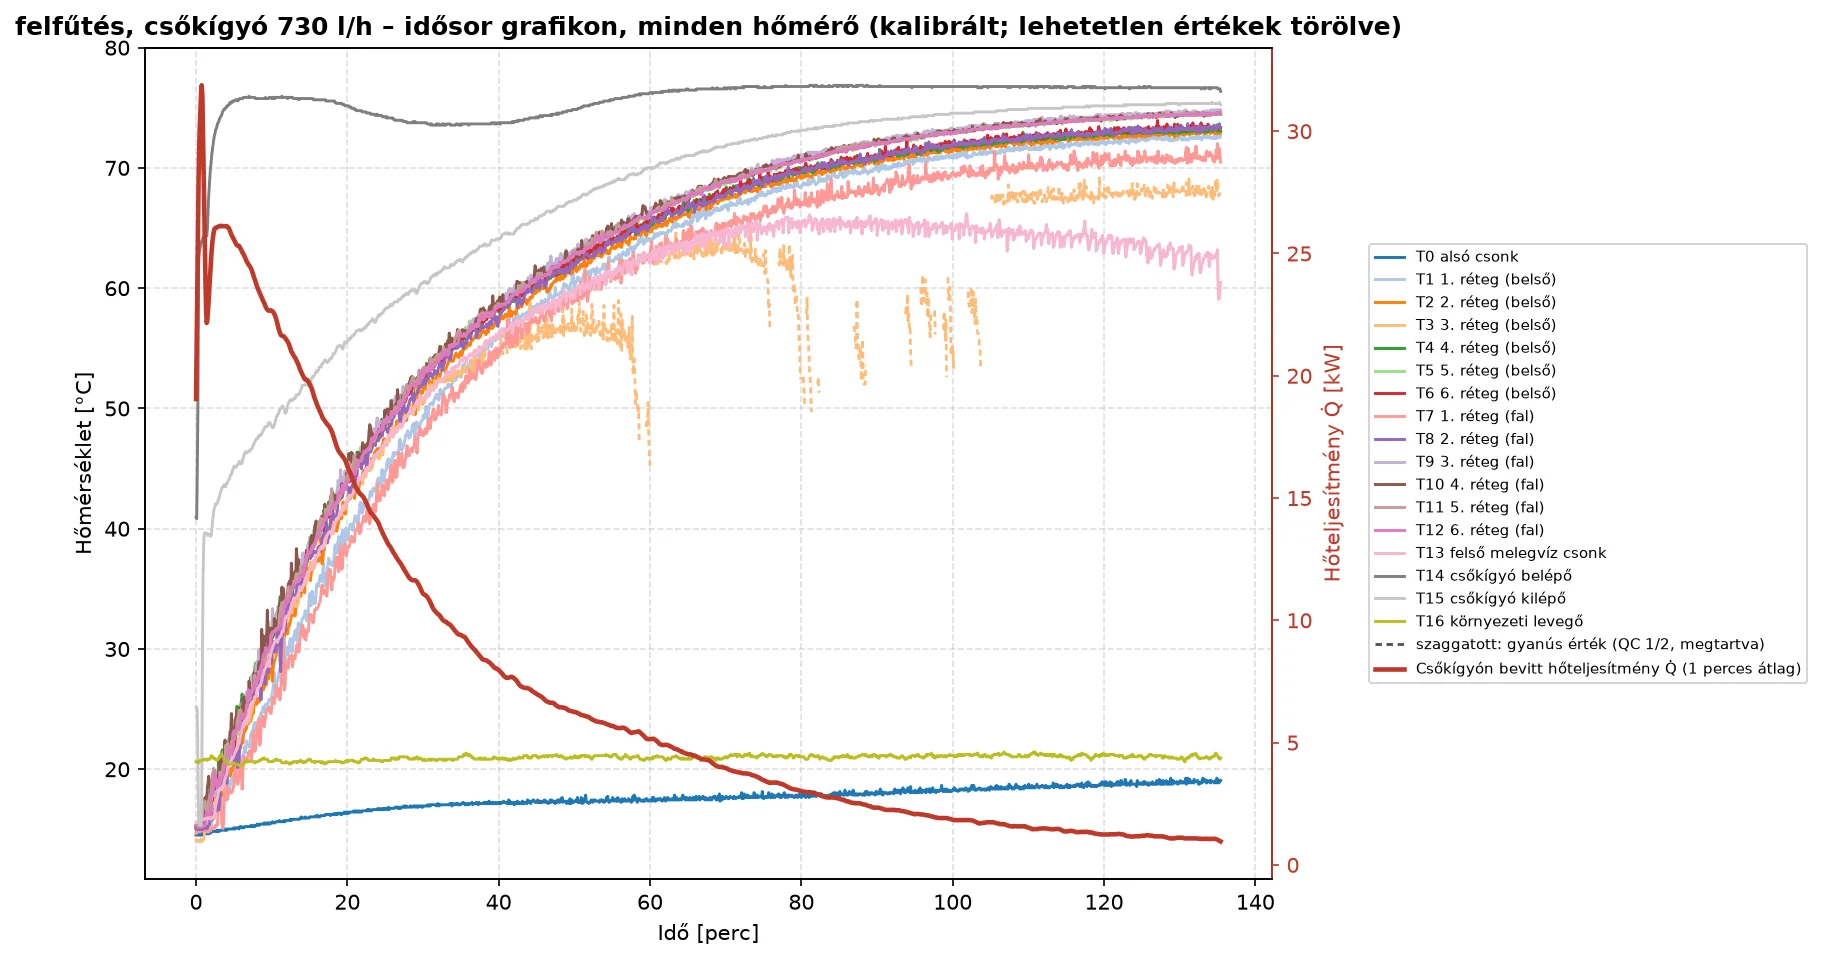 felfűtés, csőkígyó 730 l/h – idősor grafikon, minden hőmérő (kalibrált; lehetetlen értékek törölve)
80
70
60
50
40
30
20
Hőmérséklet [°C]
0
20
40
60
80
100
120
140
Idő [perc]
30
25
20
15
10
5
0
Hőteljesítmény Q̇ [kW]
T0 alsó csonk
T1 1. réteg (belső)
T2 2. réteg (belső)
T3 3. réteg (belső)
T4 4. réteg (belső)
T5 5. réteg (belső)
T6 6. réteg (belső)
T7 1. réteg (fal)
T8 2. réteg (fal)
T9 3. réteg (fal)
T10 4. réteg (fal)
T11 5. réteg (fal)
T12 6. réteg (fal)
T13 felső melegvíz csonk
T14 csőkígyó belépő
T15 csőkígyó kilépő
T16 környezeti levegő
szaggatott: gyanús érték (QC 1/2, megtartva)
Csőkígyón bevitt hőteljesítmény Q̇ (1 perces átlag)